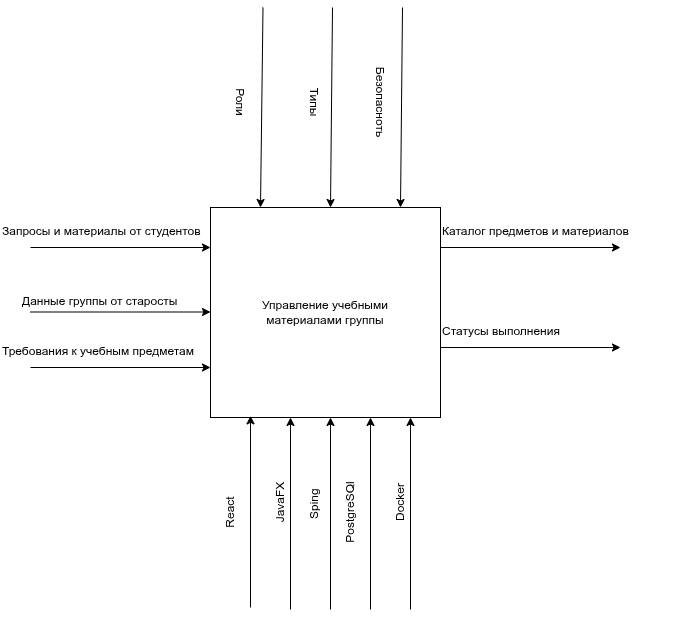 Роли
Типы
Безопасноть
Запросы и материалы от студентов
Каталог предметов и материалов
Данные группы от старосты
Управление учебными
материалами группы
Статусы выполнения
Требования к учебным предметам
React
JavaFX
Sping
PostgreSQl
Docker